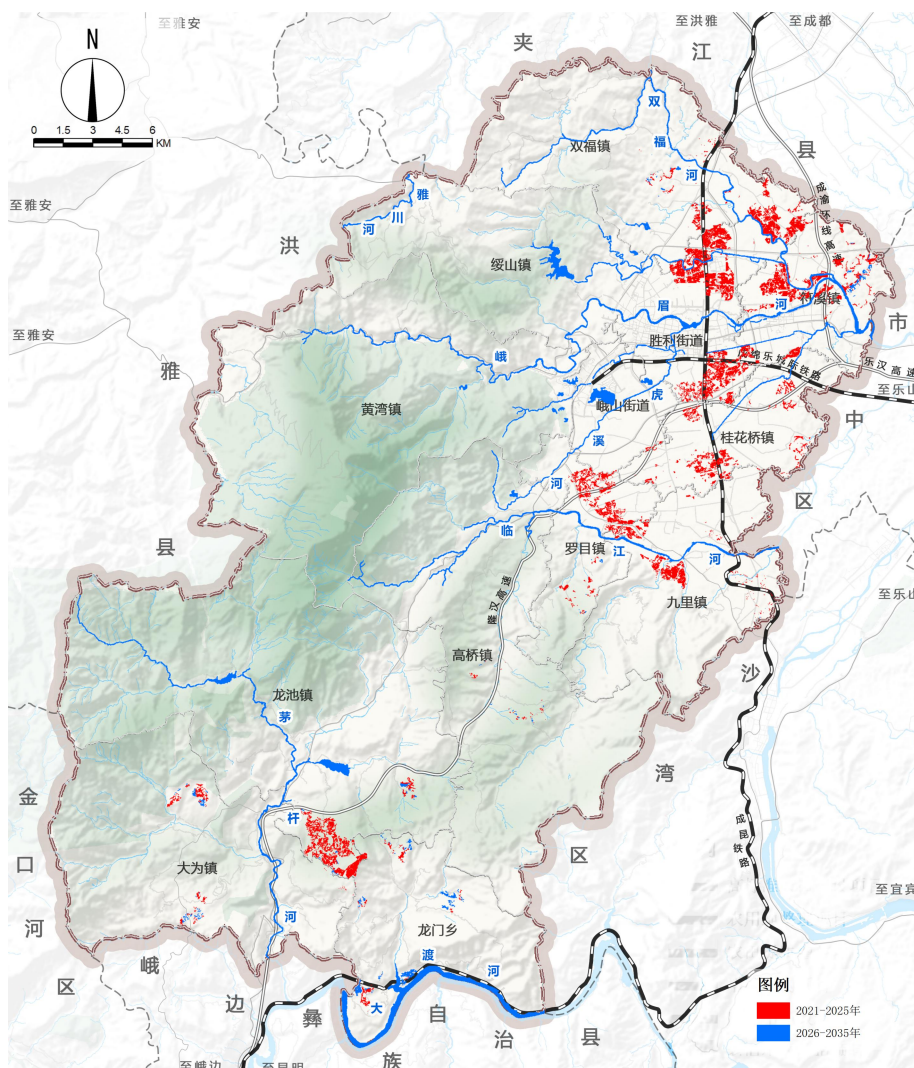 至雅安
至洪雅
至成都
N
夹
江
县
0 1.5 3 4.5 6
KM
双福镇
双
福
河
成渝环线高速
至雅安
雅
川
河
洪
雅
县
绥山镇
符溪镇
眉
河
市
中
区
胜利街道
至雅安
峨
成绵乐城际铁路
乐汉高速
至乐山
黄湾镇
峨山街道
虎
溪
河
桂花桥镇
临
江
河
罗目镇
九里镇
至乐山
隆汉高速
高桥镇
沙
湾
区
龙池镇
茅
杆
河
金
口
河
区
大为镇
成昆铁路
至宜宾
龙门乡
峨
边
彝
族
自
治
县
大
渡
河
至峨边
至昆明
图例
2021-2025年
2026-2035年